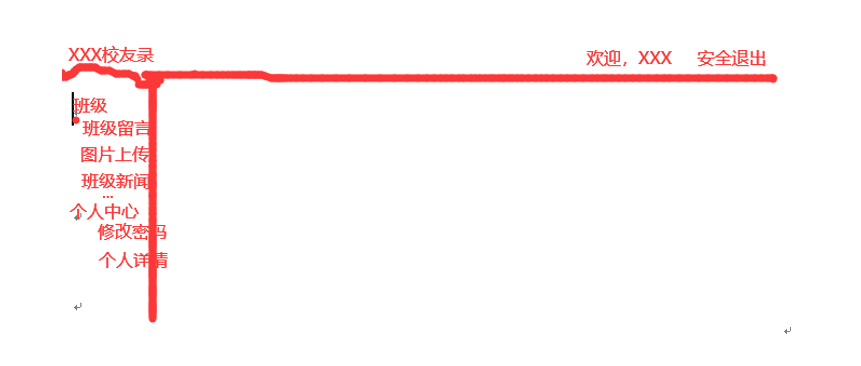 XXX校友录 欢迎，XXX 安全退出
班级
班级留言
图片上传
班级新闻
...
个人中心
修改密码
个人详情